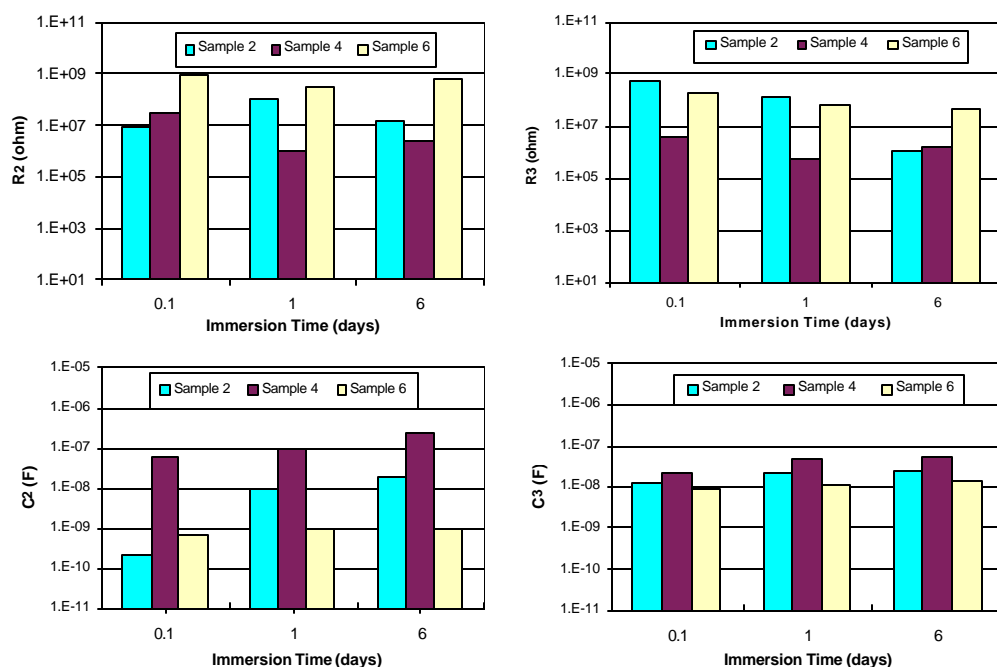 1.E+11
Sample 2 Sample 4 Sample 6
1.E+09
1.E+07
1.E+05
1.E+03
1.E+01
R2 (ohm)
0.1 1 6
Immersion Time (days)
1.E+11
Sample 2 Sample 4 Sample 6
1.E+09
1.E+07
1.E+05
1.E+03
1.E+01
R3 (ohm)
0.1 1 6
Immersion Time (days)
1.E-05
Sample 2 Sample 4 Sample 6
1.E-06
1.E-07
1.E-08
1.E-09
1.E-10
1.E-11
C2 (F)
0.1 1 6
Immersion Time (days)
1.E-05
Sample 2 Sample 4 Sample 6
1.E-06
1.E-07
1.E-08
1.E-09
1.E-10
1.E-11
C3 (F)
0.1 1 6
Immersion Time (days)